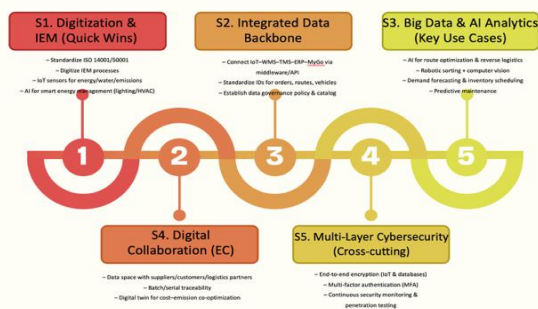 S1. Digitization &
IEM (Quick Wins)
– Standardize ISO 14001/50001
– Digitize IEM processes
– IoT sensors for energy/water/emissions
– AI for smart energy management (lighting/HVAC)
S2. Integrated Data
Backbone
– Connect IoT–WMS–TMS–ERP–MyGo via
middleware/API
– Standardize IDs for orders, routes, vehicles
– Establish data governance policy & catalog
S3. Big Data & AI Analytics
(Key Use Cases)
– AI for route optimization & reverse logistics
– Robotic sorting + computer vision
– Demand forecasting & inventory scheduling
– Predictive maintenance
1
2
3
4
5
S4. Digital
Collaboration (EC)
– Data space with suppliers/customers/logistics partners
– Batch/serial traceability
– Digital twin for cost–emission co-optimization
S5. Multi-Layer Cybersecurity
(Cross-cutting)
– End-to-end encryption (IoT & databases)
– Multi-factor authentication (MFA)
– Continuous security monitoring &
penetration testing